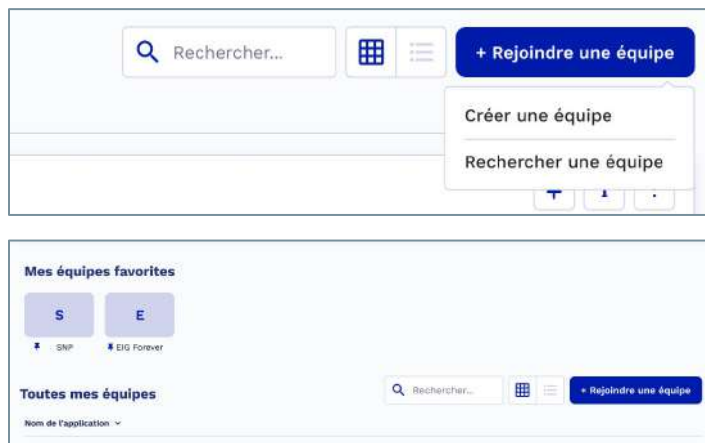 Rechercher...
+ Rejoindre une équipe
Créer une équipe
Rechercher une équipe
Mes équipes favorites
S E
SNP EIG Forever
Toutes mes équipes
Rechercher...
+ Rejoindre une équipe
Nom de l'application